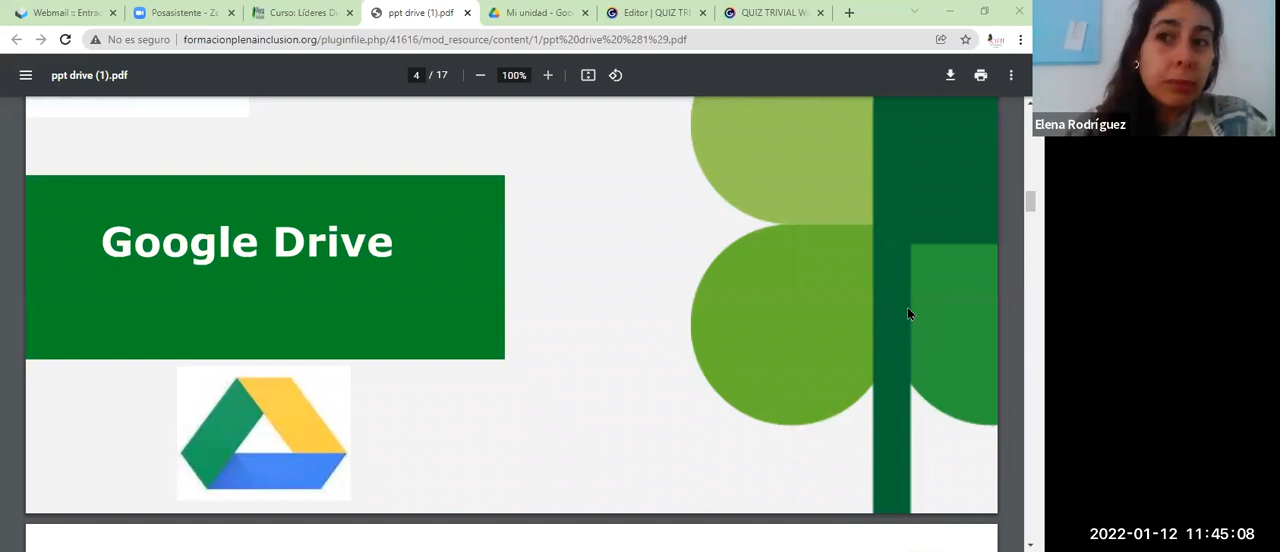 Webmail :: Entra
Posasistente - Zo
Curso: Líderes Di
ppt drive (1).pdf
Mi unidad - Goo
Editor | QUIZ TRI
QUIZ TRIVIAL W
No es seguro
formacionplenainclusion.org/pluginfile.php/41616/mod_resource/content/1/ppt%20drive%20%281%29.pdf
ppt drive (1).pdf
4 / 17
100%
Elena Rodríguez
Google Drive
2022-01-12 11:45:08